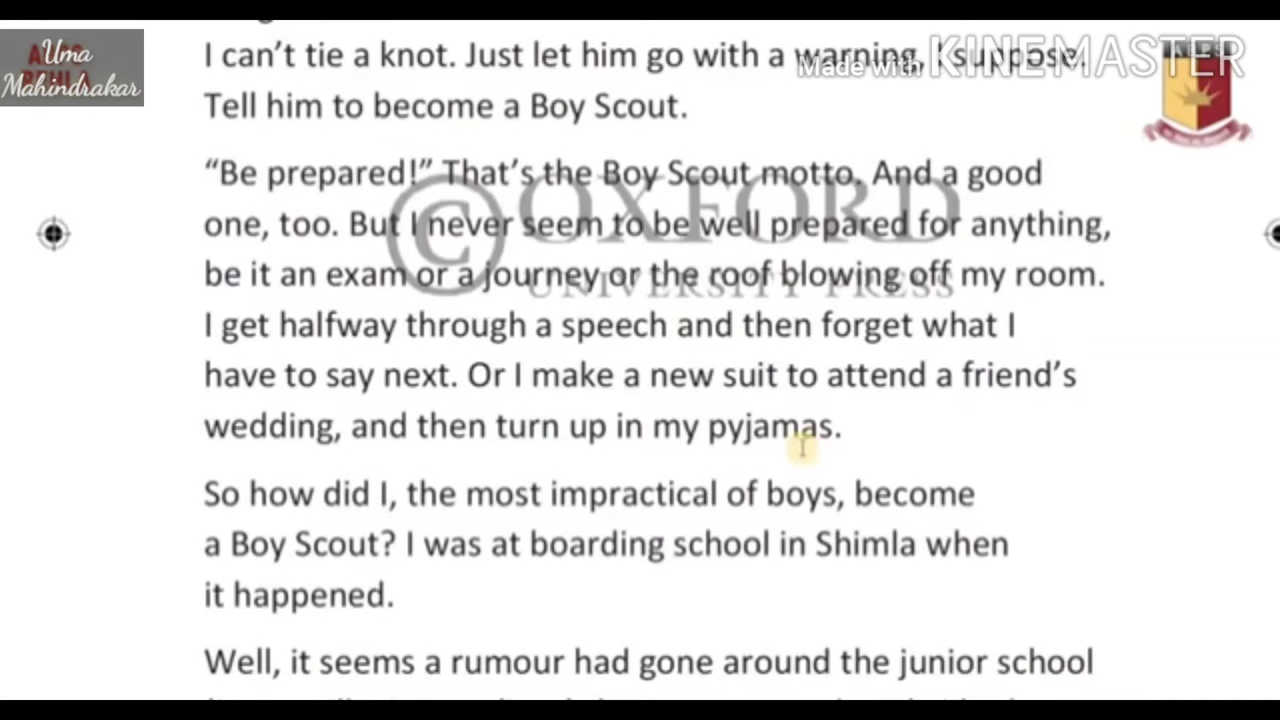 Uma
Mahindrakar
Made with KINEMASTER
I can't tie a knot. Just let him go with a warning, I suppose.
Tell him to become a Boy Scout.
"Be prepared!" That's the Boy Scout motto. And a good
one, too. But I never seem to be well prepared for anything,
be it an exam or a journey or the roof blowing off my room.
I get halfway through a speech and then forget what I
have to say next. Or I make a new suit to attend a friend's
wedding, and then turn up in my pyjamas.
© OXFORD
UNIVERSITY PRESS
So how did I, the most impractical of boys, become
a Boy Scout? I was at boarding school in Shimla when
it happened.
Well, it seems a rumour had gone around the junior school